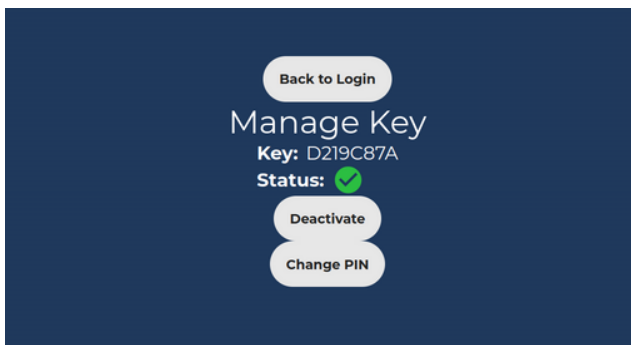 Back to Login
Manage Key
Key: D219C87A
Status:
Deactivate
Change PIN